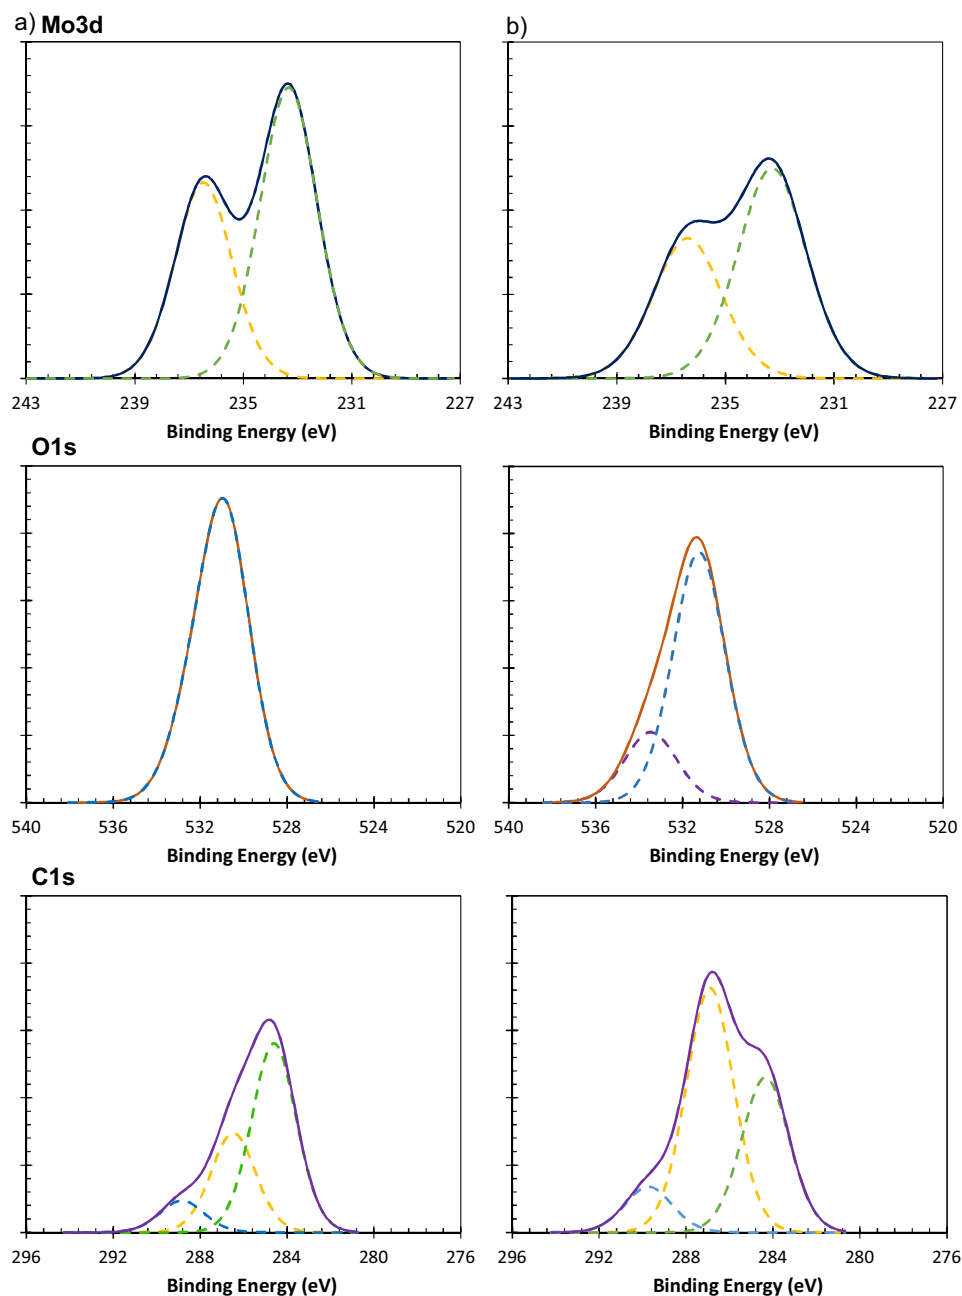 a) Mo3d
b)
243 239 235 231 227
243 239 235 231 227
Binding Energy (eV)
Binding Energy (eV)
O1s
540 536 532 528 524 520
540 536 532 528 524 520
Binding Energy (eV)
Binding Energy (eV)
C1s
296 292 288 284 280 276
296 292 288 284 280 276
Binding Energy (eV)
Binding Energy (eV)